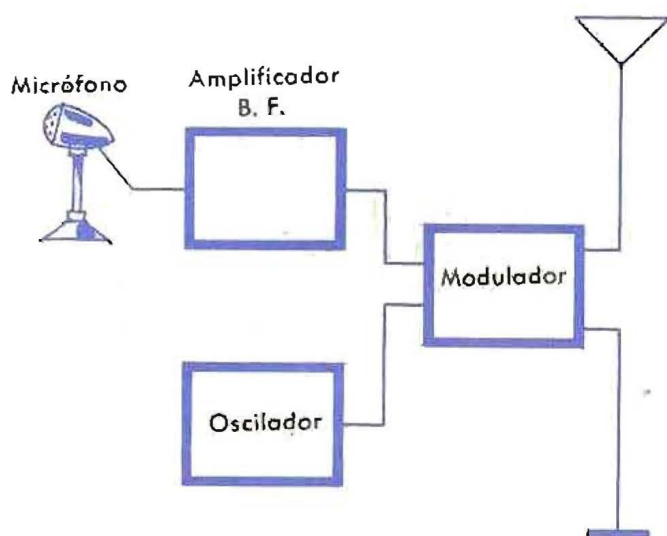 Micrófono
Amplificador
B. F.
Modulador
Oscilador